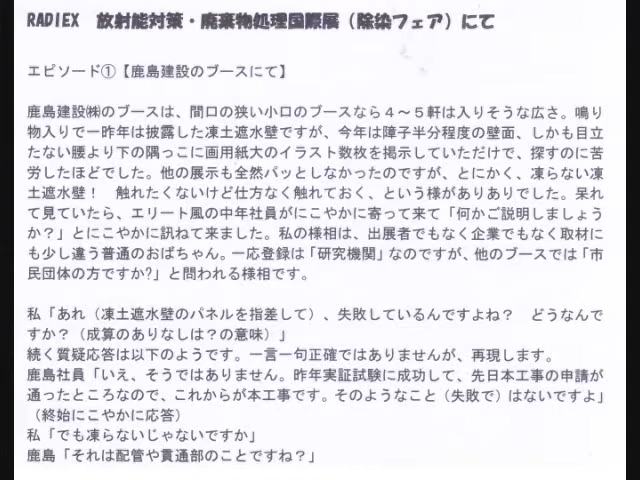 RADIEX　放射能対策・廃棄物処理国際展（除染フェア）にて
エピソード①【鹿島建設のブースにて】
鹿島建設㈱のブースは、間口の狭い小口のブースなら４～５軒は入りそうな広さ。鳴り
物入りで一昨年は披露した凍土遮水壁ですが、今年は障子半分程度の壁面、しかも目立
たない腰より下の隅っこに画用紙大のイラスト数枚を掲示していただけで、探すのに苦
労したほどでした。他の展示も全然パッとしなかったのですが、とにかく、凍らない凍
土遮水壁！　触れたくないけど仕方なく触れておく、という様がありありでした。呆れ
て見ていたら、エリート風の中年社員がにこやかに寄って来て「何かご説明しましょう
か？」とにこやかに訊ねて来ました。私の様相は、出展者でもなく企業でもなく取材に
も少し違う普通のおばちゃん。一応登録は「研究機関」なのですが、他のブースでは「市
民団体の方ですか?」と問われる様相です。
私「あれ（凍土遮水壁のパネルを指差して）、失敗しているんですよね？　どうなんで
すか？（成算のありなしは？の意味）」
続く質疑応答は以下のようです。一言一句正確ではありませんが、再現します。
鹿島社員「いえ、そうではありません。昨年実証試験に成功して、先日本工事の申請が
通ったところなので、これからが本工事です。そのようなこと（失敗で）はないですよ」
（終始にこやかに応答）
私「でも凍らないじゃないですか」
鹿島「それは配管や貫通部のことですね？」